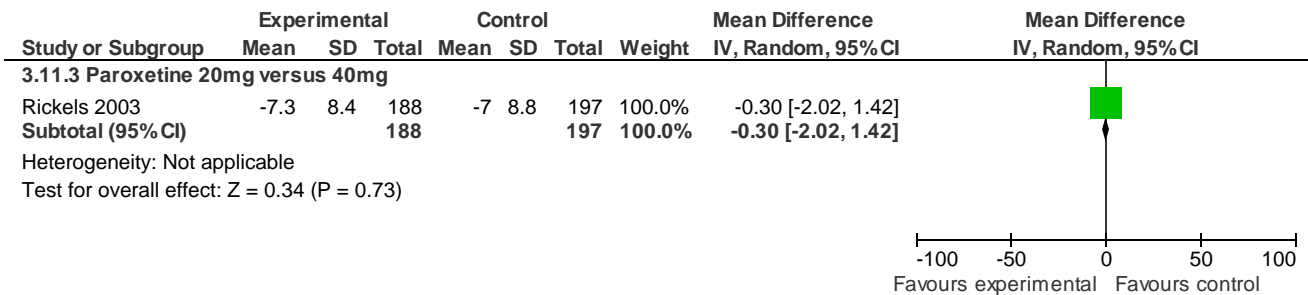 Experimental Control Mean Difference Mean Difference
Study or Subgroup Mean SD Total Mean SD Total Weight IV, Random, 95% CI IV, Random, 95% CI
3.11.3 Paroxetine 20mg versus 40mg
Rickels 2003 -7.3 8.4 188 -7 8.8 197 100.0% -0.30 [-2.02, 1.42]
Subtotal (95% CI) 188 197 100.0% -0.30 [-2.02, 1.42]
Heterogeneity: Not applicable
Test for overall effect: Z = 0.34 (P = 0.73)
-100 -50 0 50 100
Favours experimental Favours control